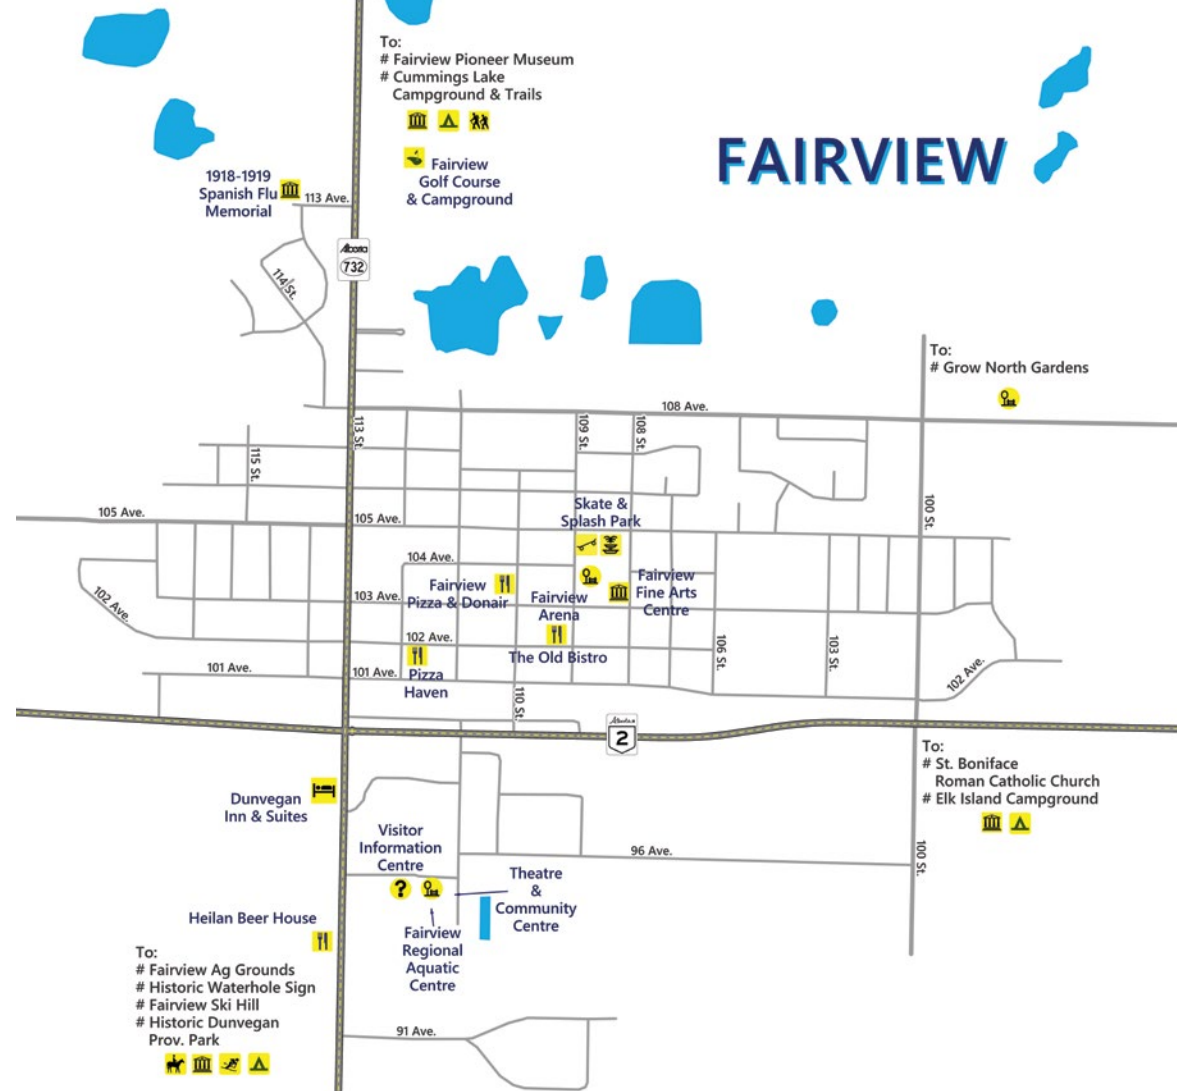 To:
# Fairview Pioneer Museum
# Cummings Lake
Campground & Trails
FAIRVIEW
Fairview
Golf Course
& Campground
1918-1919
Spanish Flu
Memorial
113 Ave.
Alberta
732
114 St.
To:
# Grow North Gardens
108 Ave.
113 St.
109 St.
108 St.
115 St.
100 St.
Skate &
Splash Park
105 Ave.
105 Ave.
104 Ave.
Fairview
Pizza & Donair
Fairview
Fine Arts
Centre
103 Ave.
102 Ave.
Fairview
Arena
102 Ave.
The Old Bistro
106 St.
103 St.
101 Ave.
101 Ave.
Pizza
Haven
102 Ave.
110 St.
Alberta
2
To:
# St. Boniface
Roman Catholic Church
# Elk Island Campground
Dunvegan
Inn & Suites
Visitor
Information
Centre
?
96 Ave.
100 St.
Theatre
&
Community
Centre
Heilan Beer House
Fairview
Regional
Aquatic
Centre
To:
# Fairview Ag Grounds
# Historic Waterhole Sign
# Fairview Ski Hill
# Historic Dunvegan
Prov. Park
91 Ave.